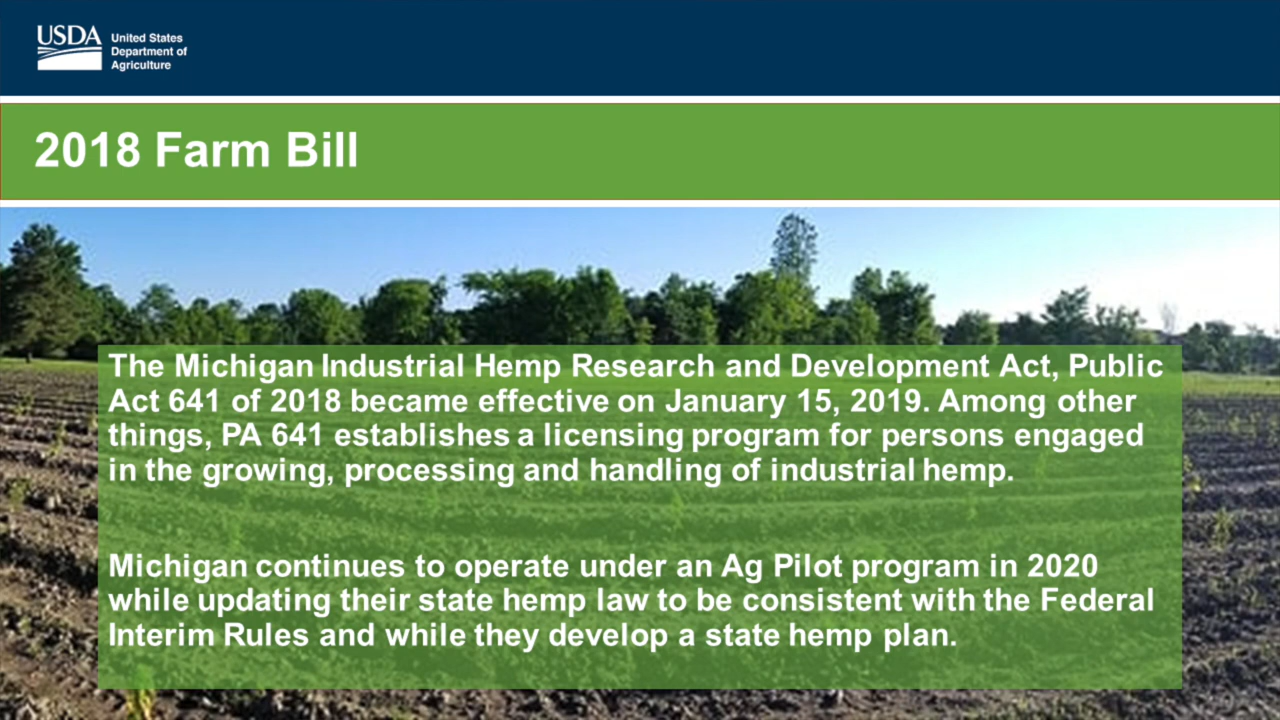 USDA
United States
Department of
Agriculture
2018 Farm Bill
The Michigan Industrial Hemp Research and Development Act, Public
Act 641 of 2018 became effective on January 15, 2019. Among other
things, PA 641 establishes a licensing program for persons engaged
in the growing, processing and handling of industrial hemp.
Michigan continues to operate under an Ag Pilot program in 2020
while updating their state hemp law to be consistent with the Federal
Interim Rules and while they develop a state hemp plan.